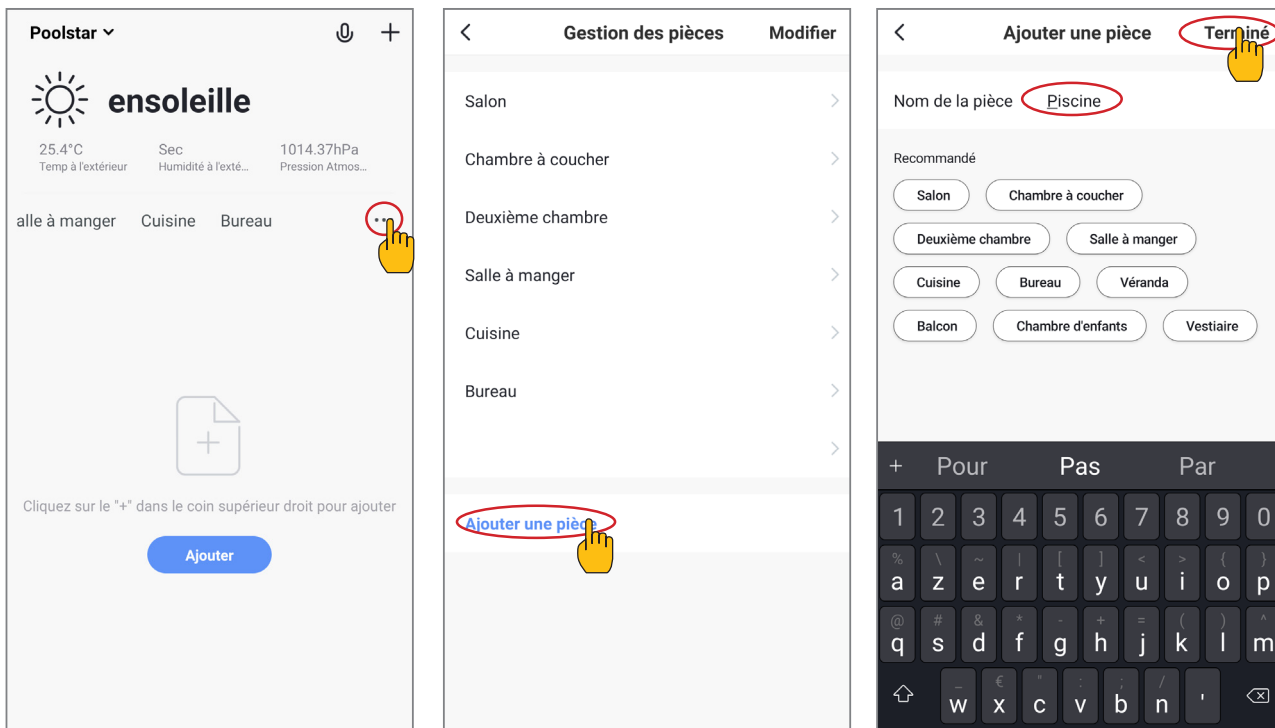 Poolstar
+
ensoleille
25.4°C Sec 1014.37hPa
Temp à l'extérieur Humidité à l'exté... Pression Atmos...
alle à manger Cuisine Bureau ...
Cliquez sur le "+" dans le coin supérieur droit pour ajouter
Ajouter
Gestion des pièces Modifier
Salon
Chambre à coucher
Deuxième chambre
Salle à manger
Cuisine
Bureau
Ajouter une pièce
Ajouter une pièce Terminé
Nom de la pièce Piscine
Recommandé
Salon Chambre à coucher
Deuxième chambre Salle à manger
Cuisine Bureau Véranda
Balcon Chambre d'enfants Vestiaire
+ Pour Pas Par
1 2 3 4 5 6 7 8 9 0
% \ ~ | [ ] < > { }
a z e r t y u i o p
@ # & * - + = ( ) ^
q s d f g h j k l m
_ € " : ; /
w x c v b n '